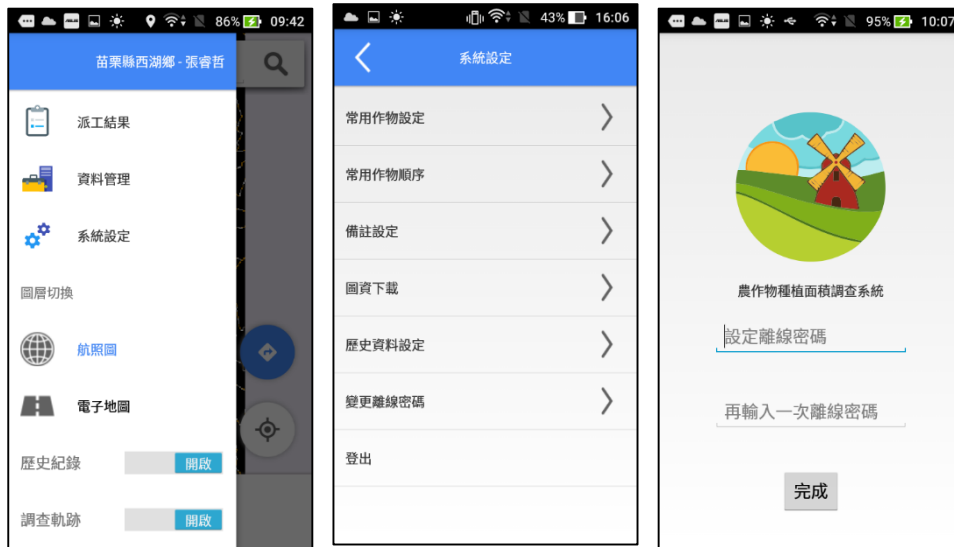 86% 09:42
苗栗縣西湖鄉 - 張睿哲
派工結果
資料管理
系統設定
圖層切換
航照圖
電子地圖
歷史紀錄 開啟
調查軌跡 開啟
43% 16:06
系統設定
常用作物設定
常用作物順序
備註設定
圖資下載
歷史資料設定
變更離線密碼
登出
95% 10:07
農作物種植面積調查系統
設定離線密碼
再輸入一次離線密碼
完成